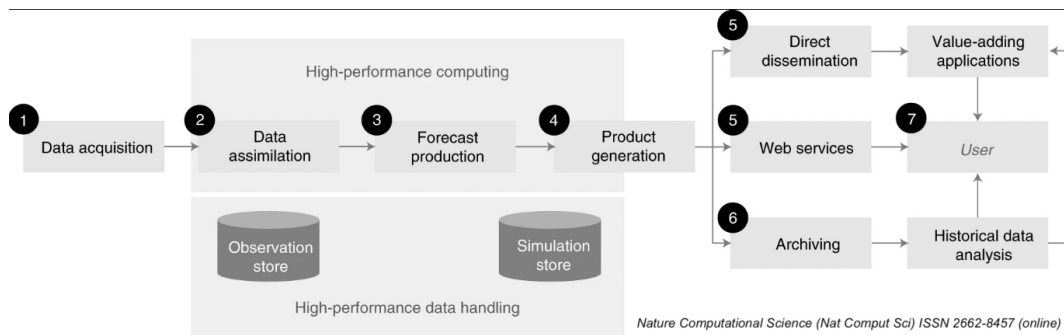 High-performance computing
1
Data acquisition
2
Data
assimilation
3
Forecast
production
4
Product
generation
5
Direct
dissemination
Value-adding
applications
5
Web services
7
User
6
Archiving
Historical data
analysis
Observation
store
Simulation
store
High-performance data handling
Nature Computational Science (Nat Comput Sci) ISSN 2662-8457 (online)